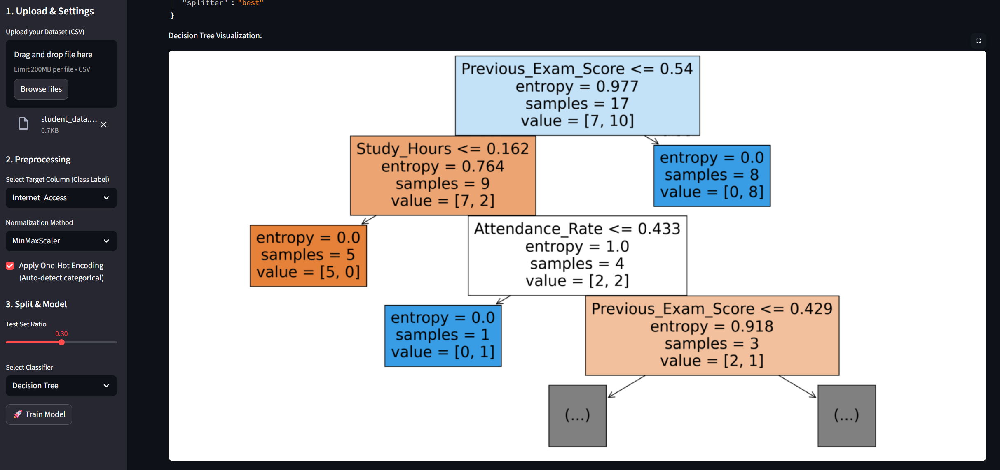 1. Upload & Settings
Upload your Dataset (CSV)
Drag and drop file here
Limit 200MB per file • CSV
Browse files
student_data....
0.7KB
2. Preprocessing
Select Target Column (Class Label)
Internet_Access
Normalization Method
MinMaxScaler
Apply One-Hot Encoding
(Auto-detect categorical)
3. Split & Model
Test Set Ratio
0.30
Select Classifier
Decision Tree
🚀 Train Model
"splitter" : "best"
}
Decision Tree Visualization:
Previous_Exam_Score <= 0.54
entropy = 0.977
samples = 17
value = [7, 10]
Study_Hours <= 0.162
entropy = 0.764
samples = 9
value = [7, 2]
entropy = 0.0
samples = 8
value = [0, 8]
entropy = 0.0
samples = 5
value = [5, 0]
Attendance_Rate <= 0.433
entropy = 1.0
samples = 4
value = [2, 2]
entropy = 0.0
samples = 1
value = [0, 1]
Previous_Exam_Score <= 0.429
entropy = 0.918
samples = 3
value = [2, 1]
(...)
(...)